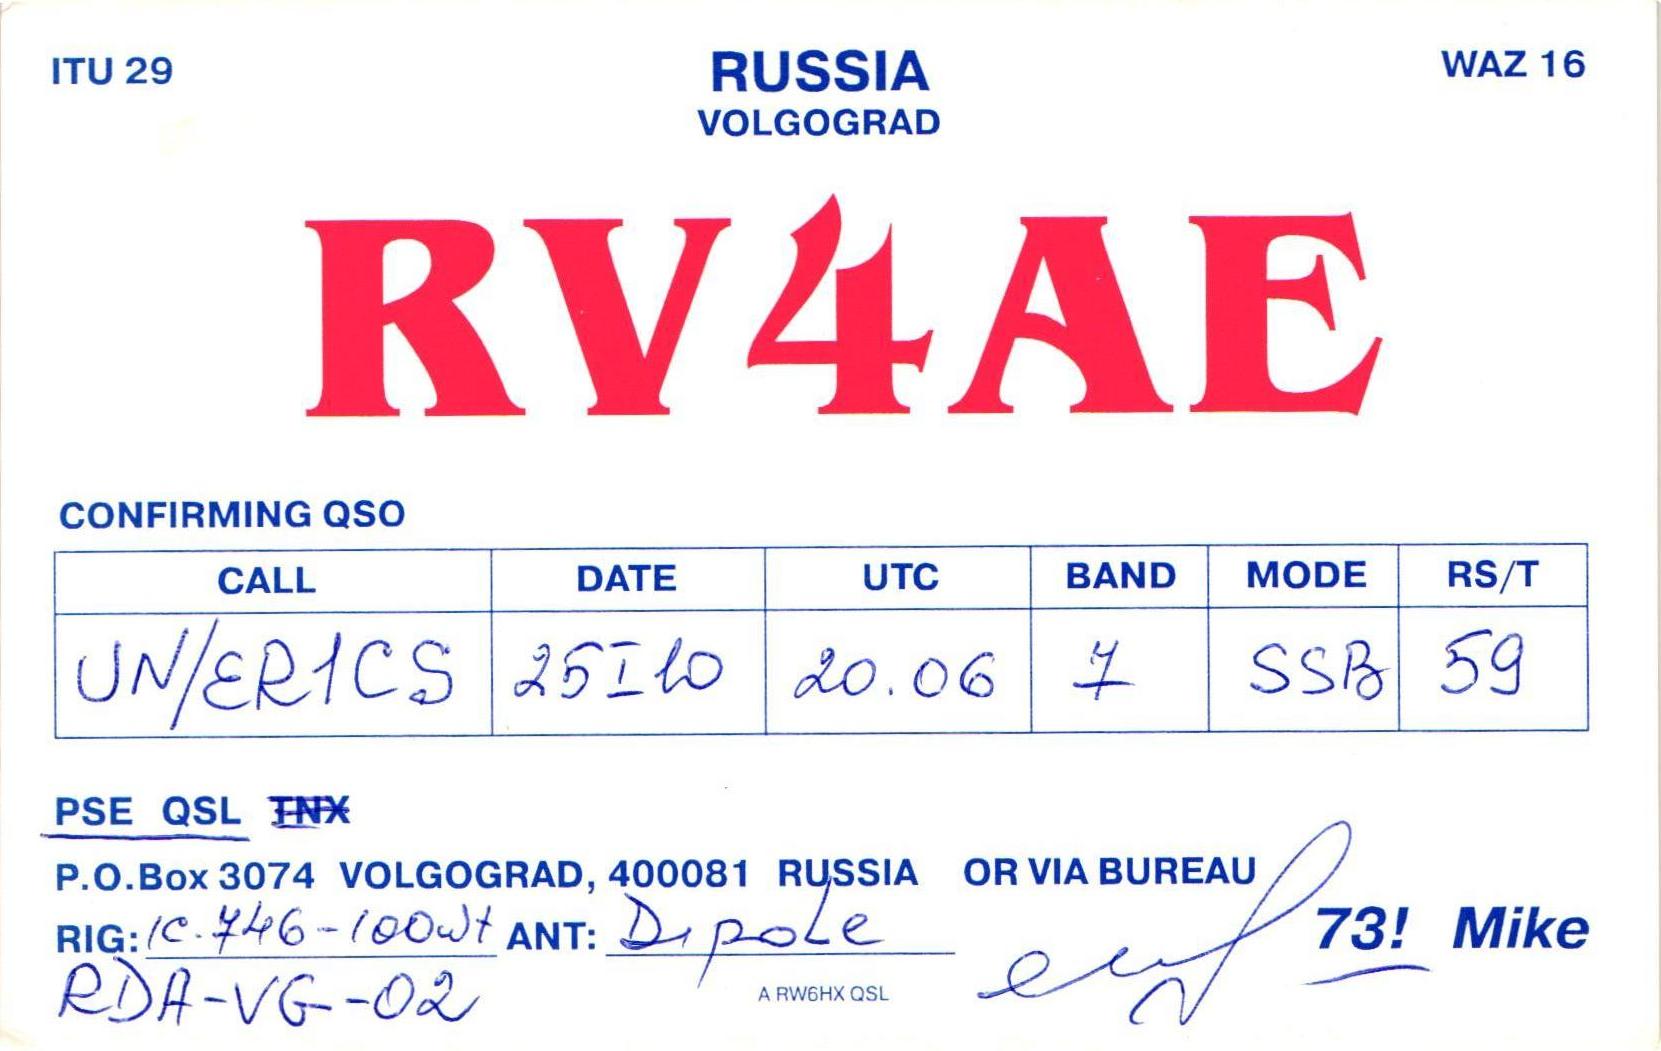 ITU 29
RUSSIA
WAZ 16
VOLGOGRAD
RV4AE
CONFIRMING QSO
CALL DATE UTC BAND MODE RS/T
UN/ER1CS 25 I 10 20.06 7 SSB 59
PSE QSL TNX
P.O.Box 3074 VOLGOGRAD, 400081 RUSSIA OR VIA BUREAU
RIG: IC-746-100wt ANT: Dipole
73! Mike
RDA-VG-02
A RW6HX QSL